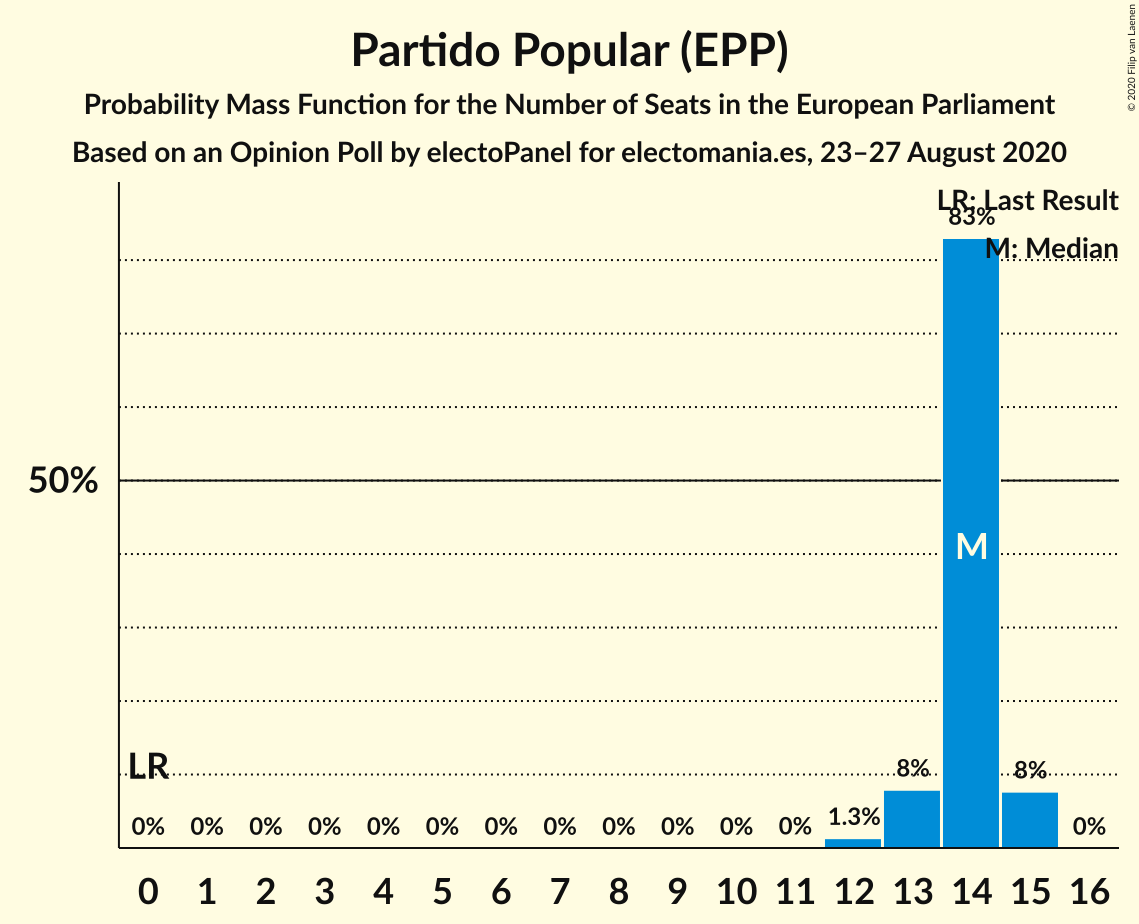 Partido Popular (EPP)
Probability Mass Function for the Number of Seats in the European Parliament
Based on an Opinion Poll by electoPanel for electomania.es, 23–27 August 2020
© 2020 Filip van Laenen
LR: Last Result
83%
M: Median
50%
M
LR
8%
8%
1.3%
0% 0% 0% 0% 0% 0% 0% 0% 0% 0% 0% 0% 0%
0 1 2 3 4 5 6 7 8 9 10 11 12 13 14 15 16